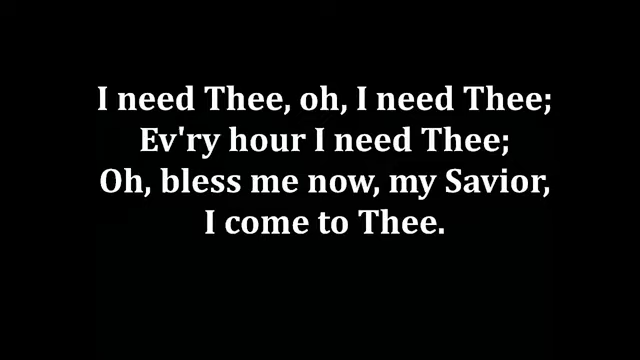 I need Thee, oh, I need Thee;
Ev'ry hour I need Thee;
Oh, bless me now, my Savior,
I come to Thee.